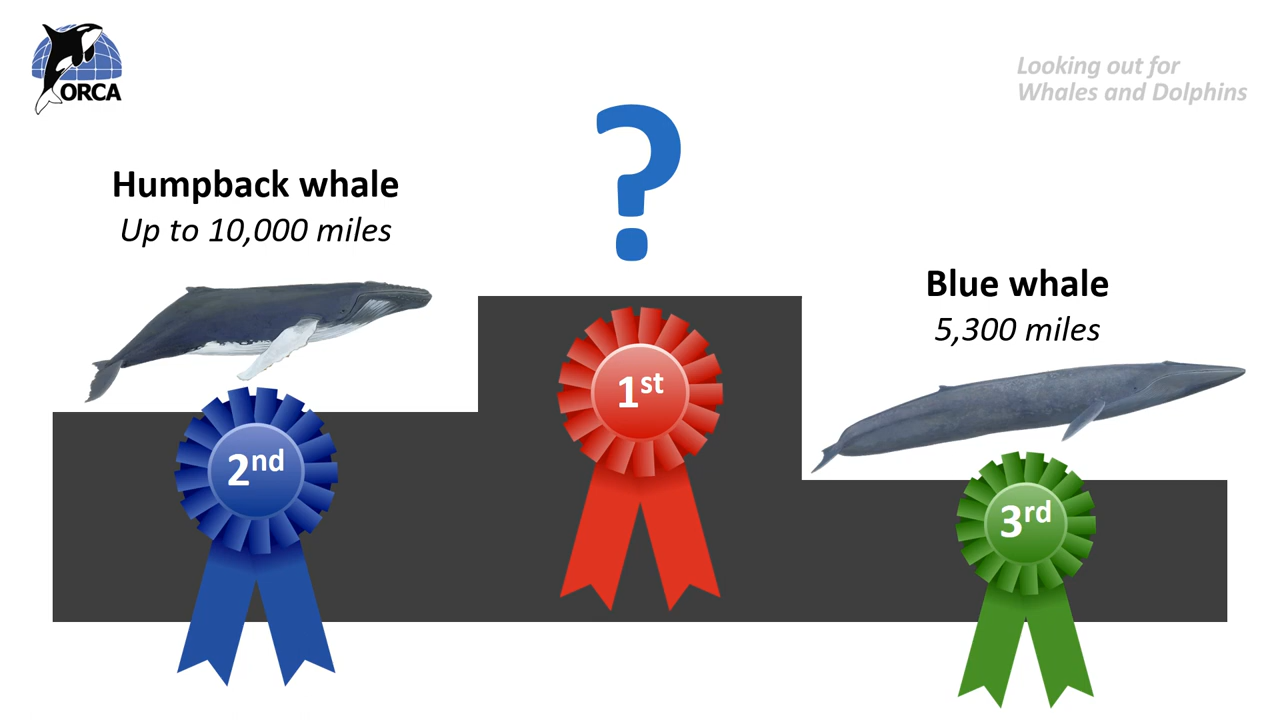 ORCA
Looking out for
Whales and Dolphins
?
Humpback whale
Up to 10,000 miles
Blue whale
5,300 miles
1st
2nd
3rd